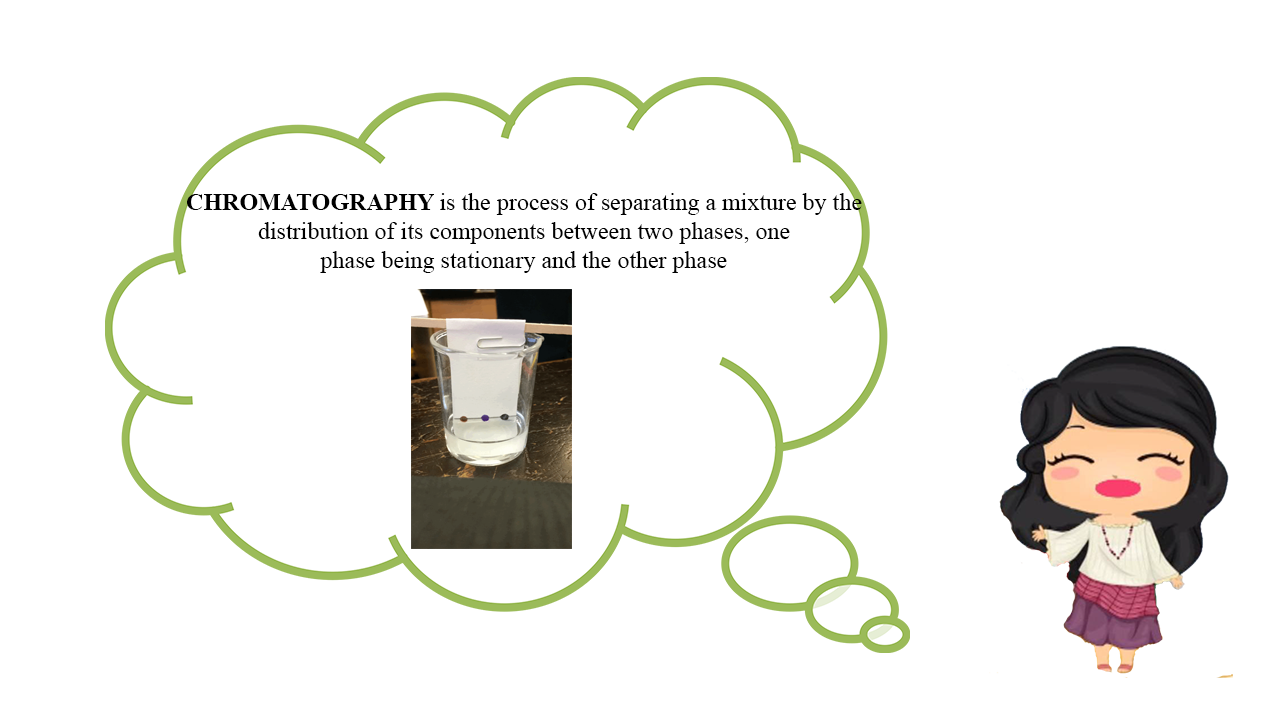 CHROMATOGRAPHY is the process of separating a mixture by the
distribution of its components between two phases, one
phase being stationary and the other phase